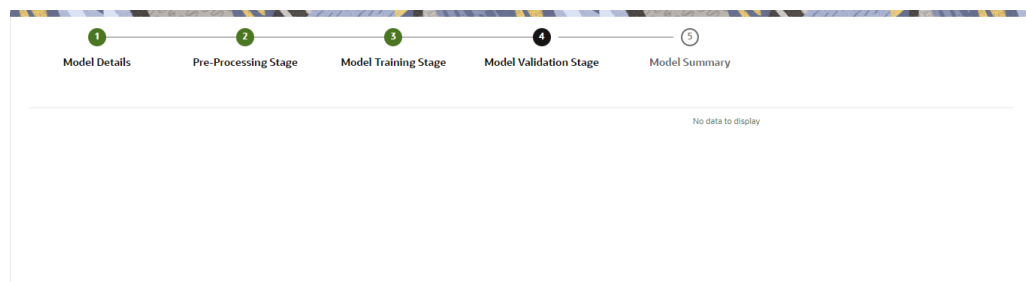 1 2 3 4 5
Model Details Pre-Processing Stage Model Training Stage Model Validation Stage Model Summary
No data to display